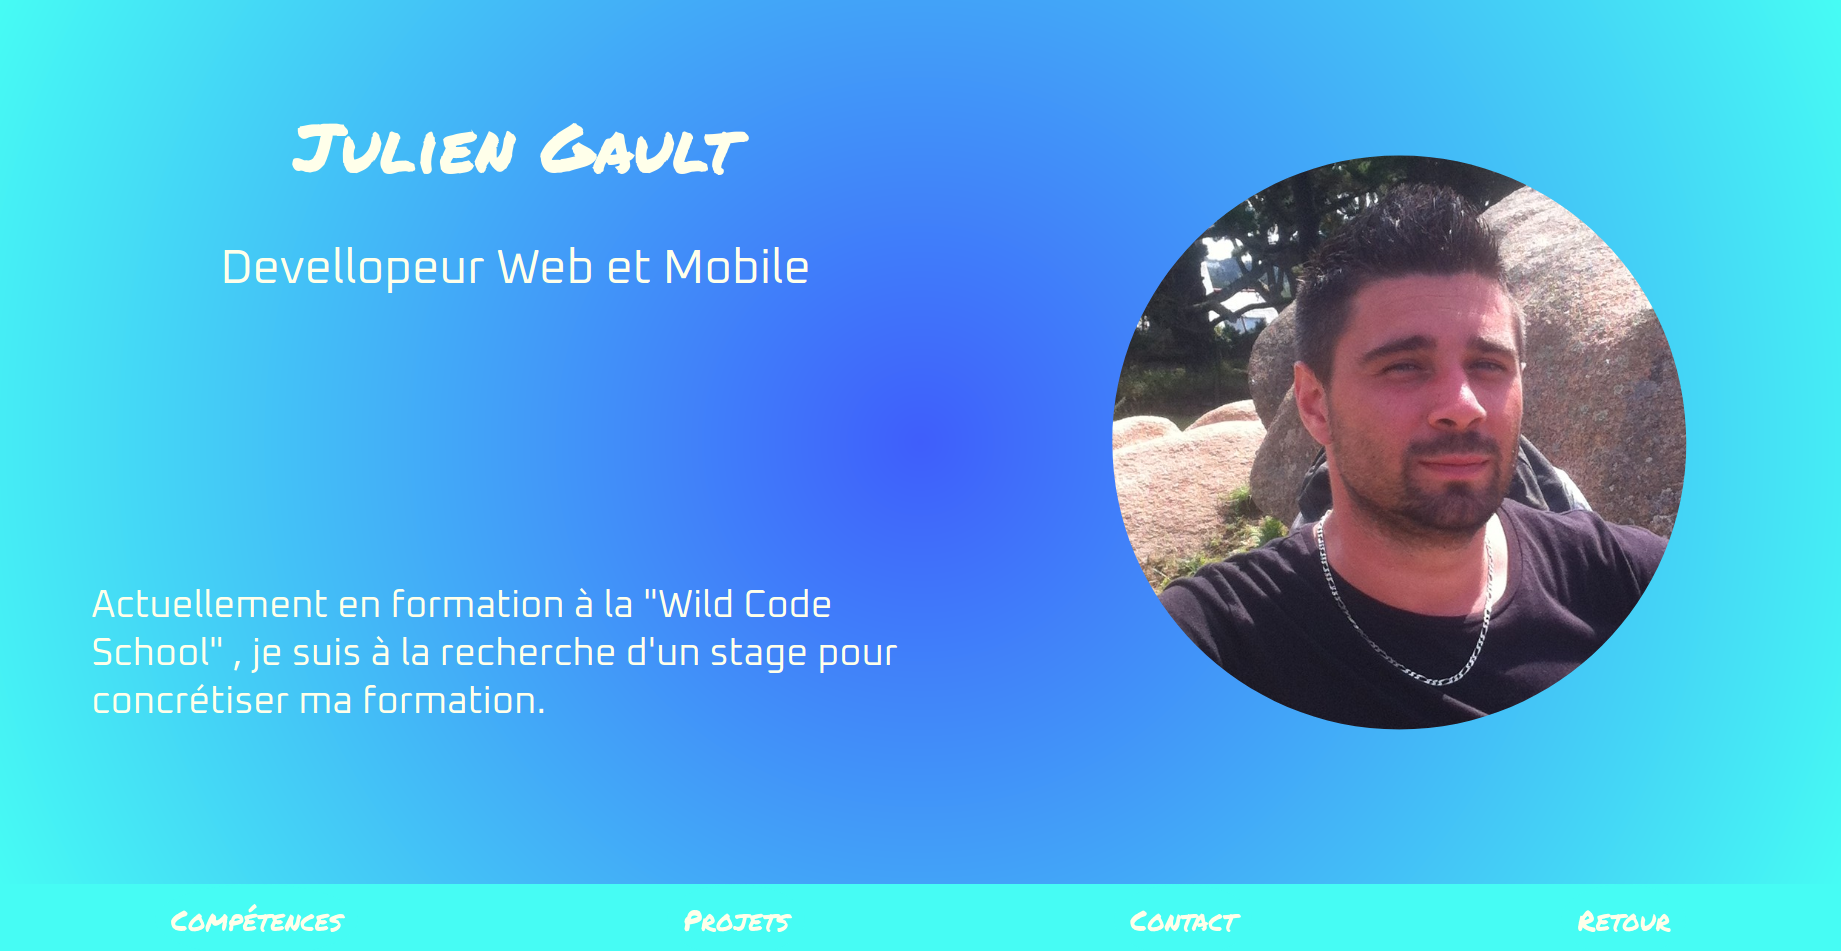 Julien Gault
Devellopeur Web et Mobile
Actuellement en formation à la "Wild Code
School" , je suis à la recherche d'un stage pour
concrétiser ma formation.
Compétences
Projets
Contact
Retour